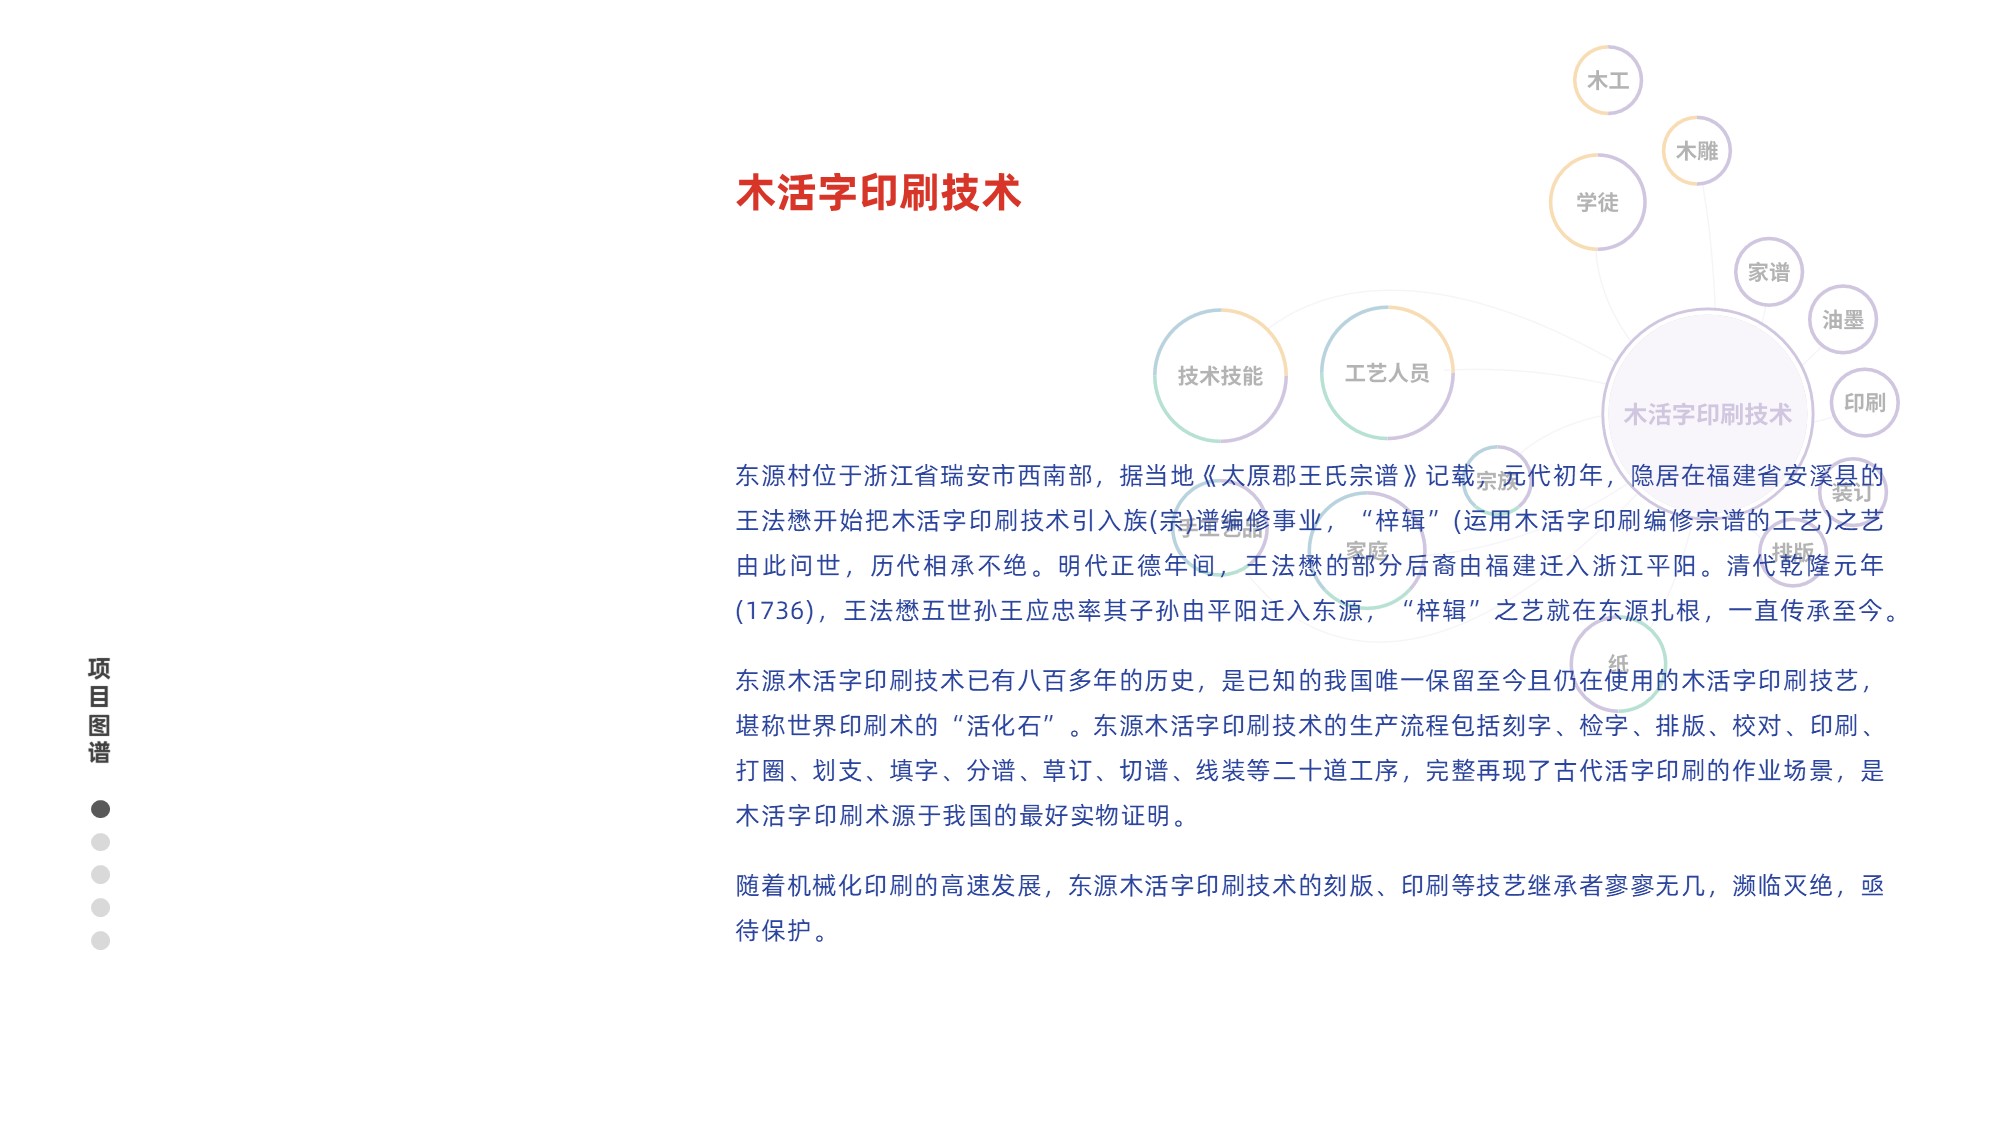 木活字印刷技术
木工
木雕
学徒
家谱
油墨
技术技能
工艺人员
木活字印刷技术
印刷
宗族
装订
手工艺品
家庭
排版
纸
东源村位于浙江省瑞安市西南部，据当地《太原郡王氏宗谱》记载，元代初年，隐居在福建省安溪县的
王法懋开始把木活字印刷技术引入族(宗)谱编修事业，“梓辑”(运用木活字印刷编修宗谱的工艺)之艺
由此问世，历代相承不绝。明代正德年间，王法懋的部分后裔由福建迁入浙江平阳。清代乾隆元年
(1736)，王法懋五世孙王应忠率其子孙由平阳迁入东源，“梓辑”之艺就在东源扎根，一直传承至今。
东源木活字印刷技术已有八百多年的历史，是已知的我国唯一保留至今且仍在使用的木活字印刷技艺，
堪称世界印刷术的“活化石”。东源木活字印刷技术的生产流程包括刻字、检字、排版、校对、印刷、
打圈、划支、填字、分谱、草订、切谱、线装等二十道工序，完整再现了古代活字印刷的作业场景，是
木活字印刷术源于我国的最好实物证明。
随着机械化印刷的高速发展，东源木活字印刷技术的刻版、印刷等技艺继承者寥寥无几，濒临灭绝，亟
待保护。
项目图谱